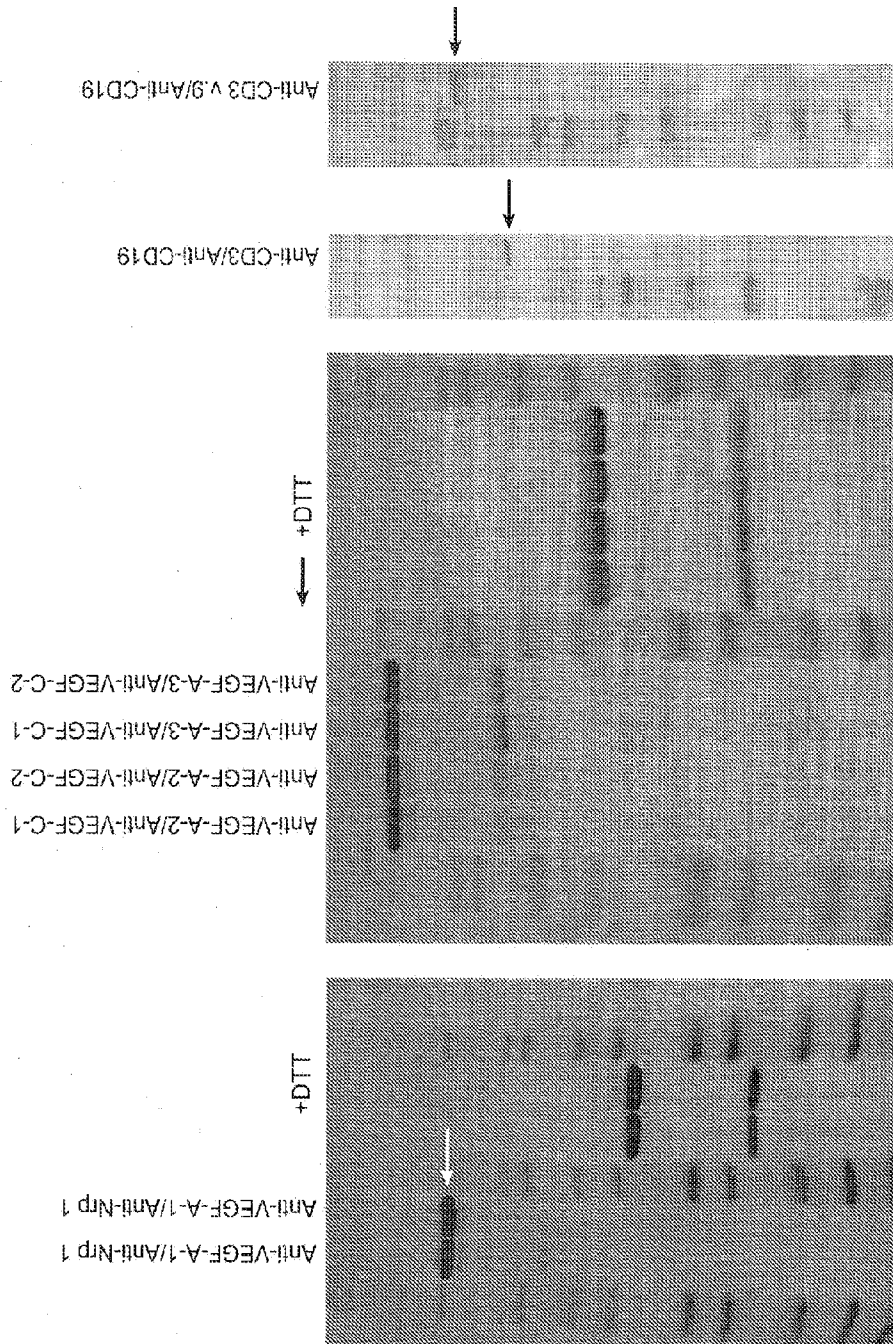 Anti-VEGF-A-1/Anti-Nrp 1
Anti-VEGF-A-1/Anti-Nrp 1
+DTT
Anti-VEGF-A-2/Anti-VEGF-C-1
Anti-VEGF-A-2/Anti-VEGF-C-2
Anti-VEGF-A-3/Anti-VEGF-C-1
Anti-VEGF-A-3/Anti-VEGF-C-2
+DTT
Anti-CD3/Anti-CD19
Anti-CD3 v.9/Anti-CD19